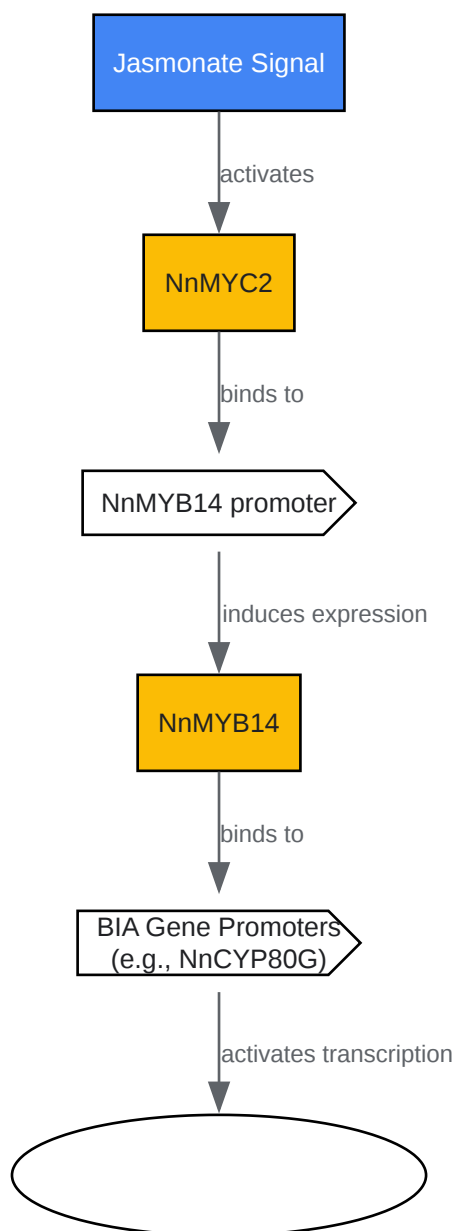 Jasmonate Signal
activates
NnMYC2
binds to
NnMYB14 promoter
induces expression
NnMYB14
binds to
BIA Gene Promoters
(e.g., NnCYP80G)
activates transcription